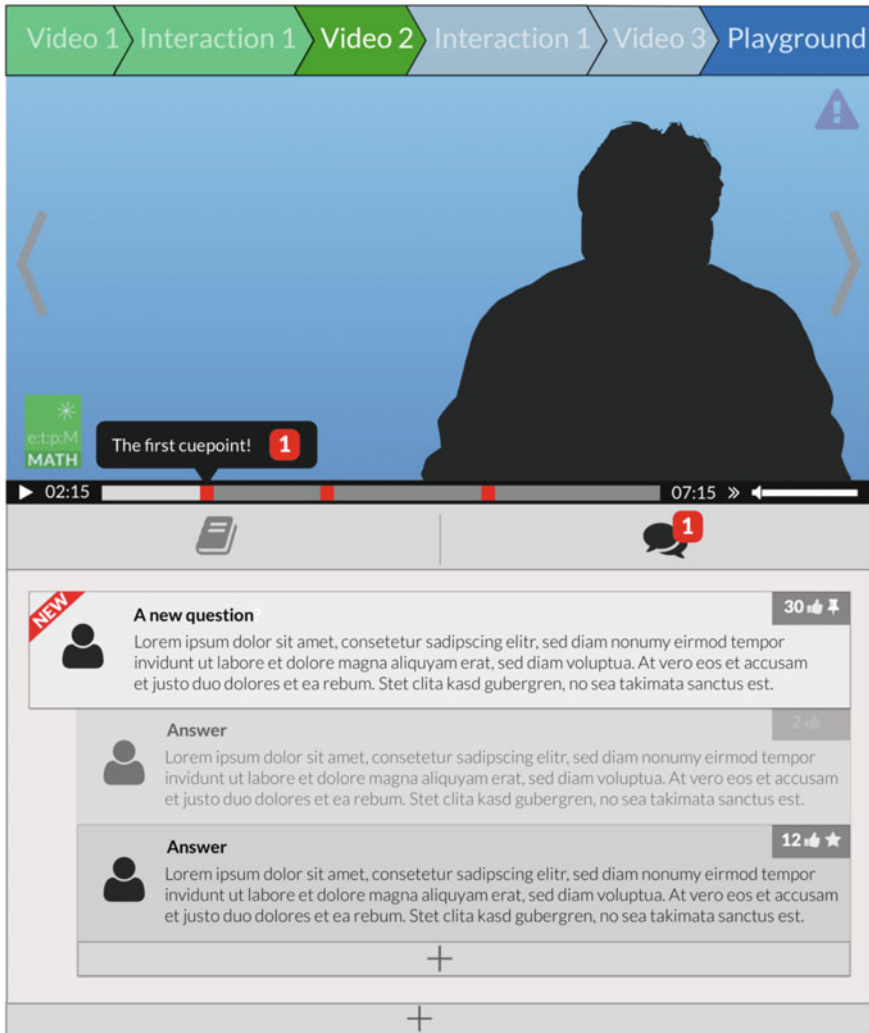 Video 1 Interaction 1 Video 2 Interaction 1 Video 3 Playground
e:t:p:M
MATH
The first cuepoint! 1
02:15 07:15
1
NEW
A new question?
30
Lorem ipsum dolor sit amet, consetetur sadipscing elitr, sed diam nonumy eirmod tempor
invidunt ut labore et dolore magna aliquyam erat, sed diam voluptua. At vero eos et accusam
et justo duo dolores et ea rebum. Stet clita kasd gubergren, no sea takimata sanctus est.
Answer
2
Lorem ipsum dolor sit amet, consetetur sadipscing elitr, sed diam nonumy eirmod tempor
invidunt ut labore et dolore magna aliquyam erat, sed diam voluptua. At vero eos et accusam
et justo duo dolores et ea rebum. Stet clita kasd gubergren, no sea takimata sanctus est.
Answer
12
Lorem ipsum dolor sit amet, consetetur sadipscing elitr, sed diam nonumy eirmod tempor
invidunt ut labore et dolore magna aliquyam erat, sed diam voluptua. At vero eos et accusam
et justo duo dolores et ea rebum. Stet clita kasd gubergren, no sea takimata sanctus est.